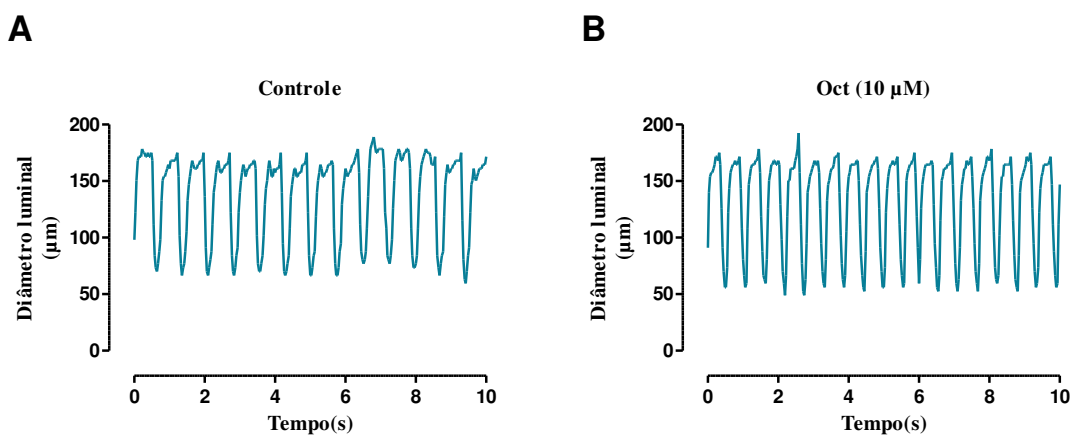 A
Controle
200
150
100
50
0
Diâmetro luminal
(µm)
0 2 4 6 8 10
Tempo(s)
B
Oct (10 µM)
200
150
100
50
0
Diâmetro luminal
(µm)
0 2 4 6 8 10
Tempo(s)